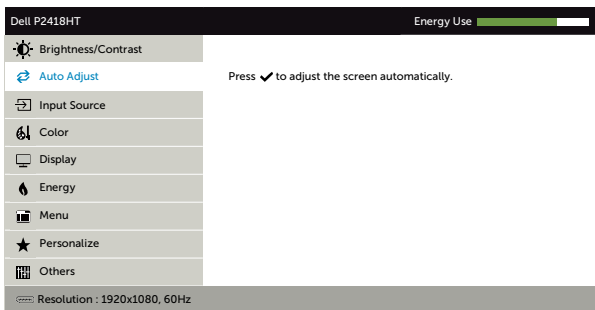 Dell P2418HT Energy Use
Brightness/Contrast
Auto Adjust
Press ✔ to adjust the screen automatically.
Input Source
Color
Display
Energy
Menu
Personalize
Others
Resolution : 1920x1080, 60Hz